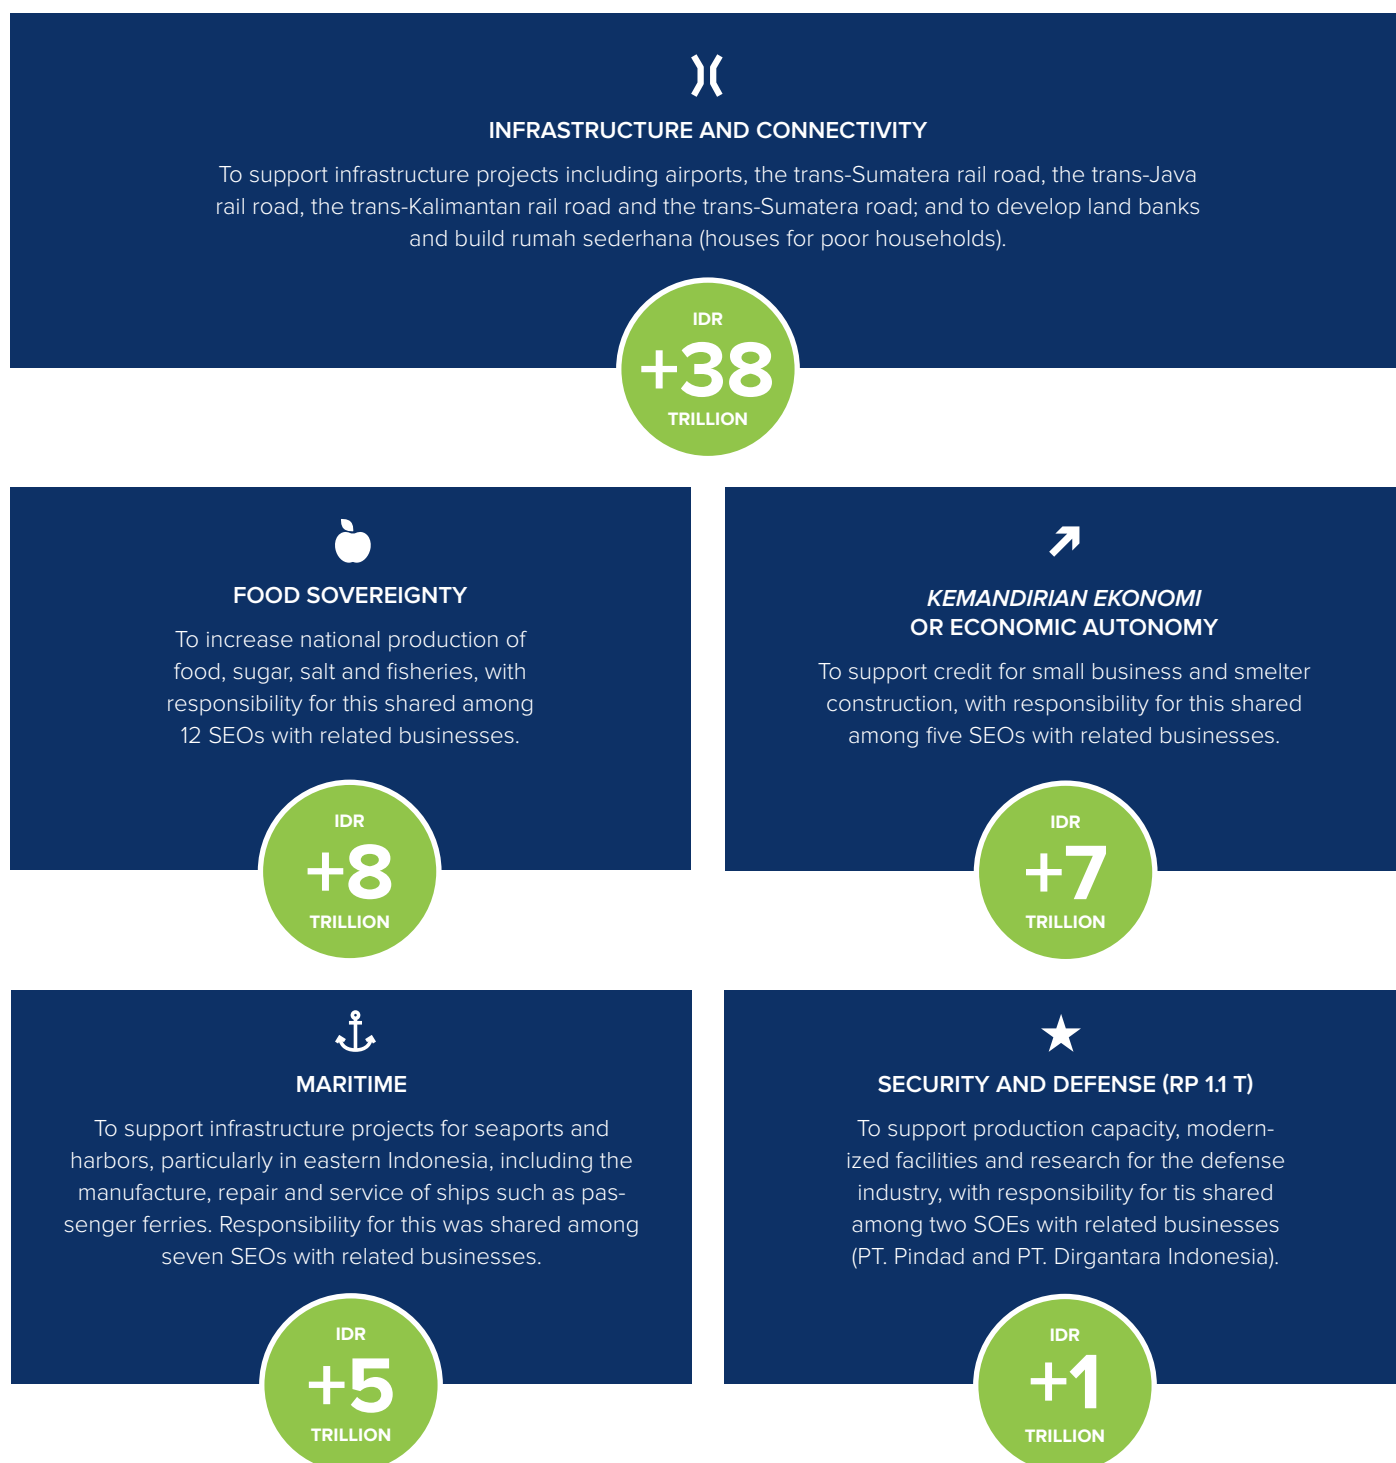 INFRASTRUCTURE AND CONNECTIVITY
To support infrastructure projects including airports, the trans-Sumatera rail road, the trans-Java
rail road, the trans-Kalimantan rail road and the trans-Sumatera road; and to develop land banks
and build rumah sederhana (houses for poor households).
IDR
+38
TRILLION
FOOD SOVEREIGNTY
To increase national production of
food, sugar, salt and fisheries, with
responsibility for this shared among
12 SEOs with related businesses.
IDR
+8
TRILLION
KEMANDIRIAN EKONOMI
OR ECONOMIC AUTONOMY
To support credit for small business and smelter
construction, with responsibility for this shared
among five SEOs with related businesses.
IDR
+7
TRILLION
MARITIME
To support infrastructure projects for seaports and
harbors, particularly in eastern Indonesia, including the
manufacture, repair and service of ships such as pas-
senger ferries. Responsibility for this was shared among
seven SEOs with related businesses.
IDR
+5
TRILLION
SECURITY AND DEFENSE (RP 1.1 T)
To support production capacity, modern-
ized facilities and research for the defense
industry, with responsibility for tis shared
among two SOEs with related businesses
(PT. Pindad and PT. Dirgantara Indonesia).
IDR
+1
TRILLION